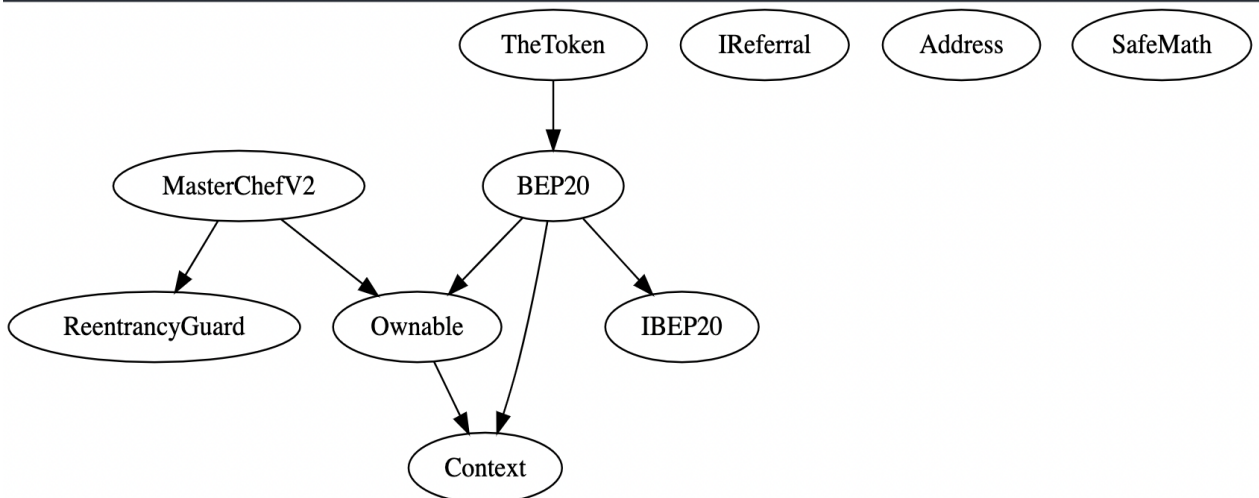 TheToken IReferral Address SafeMath
MasterChefV2 BEP20
ReentrancyGuard Ownable IBEP20
Context